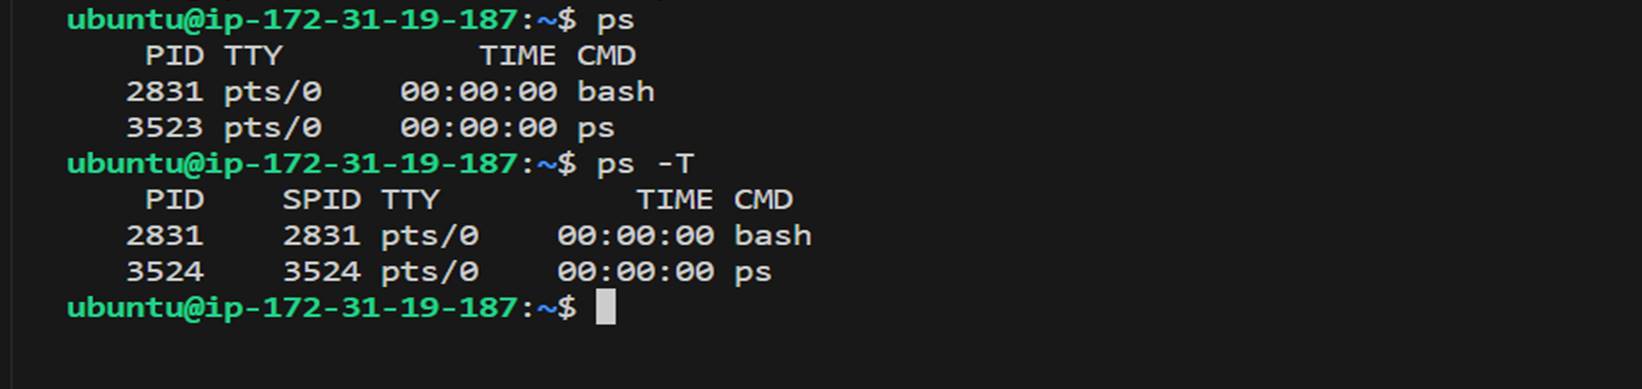 ubuntu@ip-172-31-19-187:~$ ps
    PID TTY          TIME CMD
   2831 pts/0    00:00:00 bash
   3523 pts/0    00:00:00 ps
ubuntu@ip-172-31-19-187:~$ ps -T
    PID    SPID TTY          TIME CMD
   2831    2831 pts/0    00:00:00 bash
   3524    3524 pts/0    00:00:00 ps
ubuntu@ip-172-31-19-187:~$